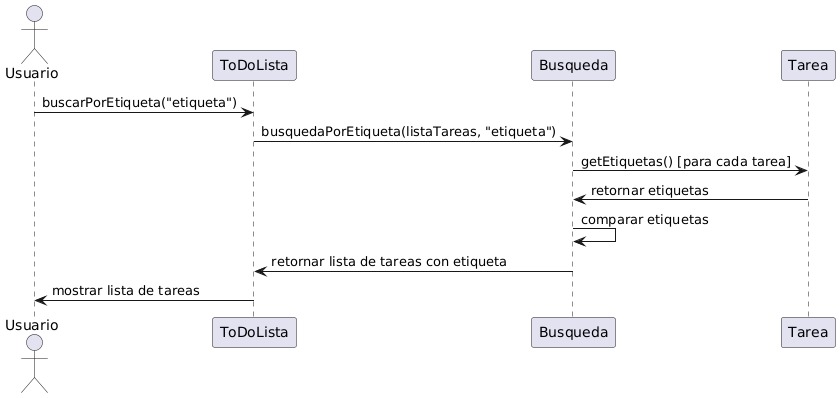 Usuario
ToDoLista
Busqueda
Tarea
buscarPorEtiqueta("etiqueta")
busquedaPorEtiqueta(listaTareas, "etiqueta")
getEtiquetas() [para cada tarea]
retornar etiquetas
comparar etiquetas
retornar lista de tareas con etiqueta
mostrar lista de tareas
Usuario
ToDoLista
Busqueda
Tarea